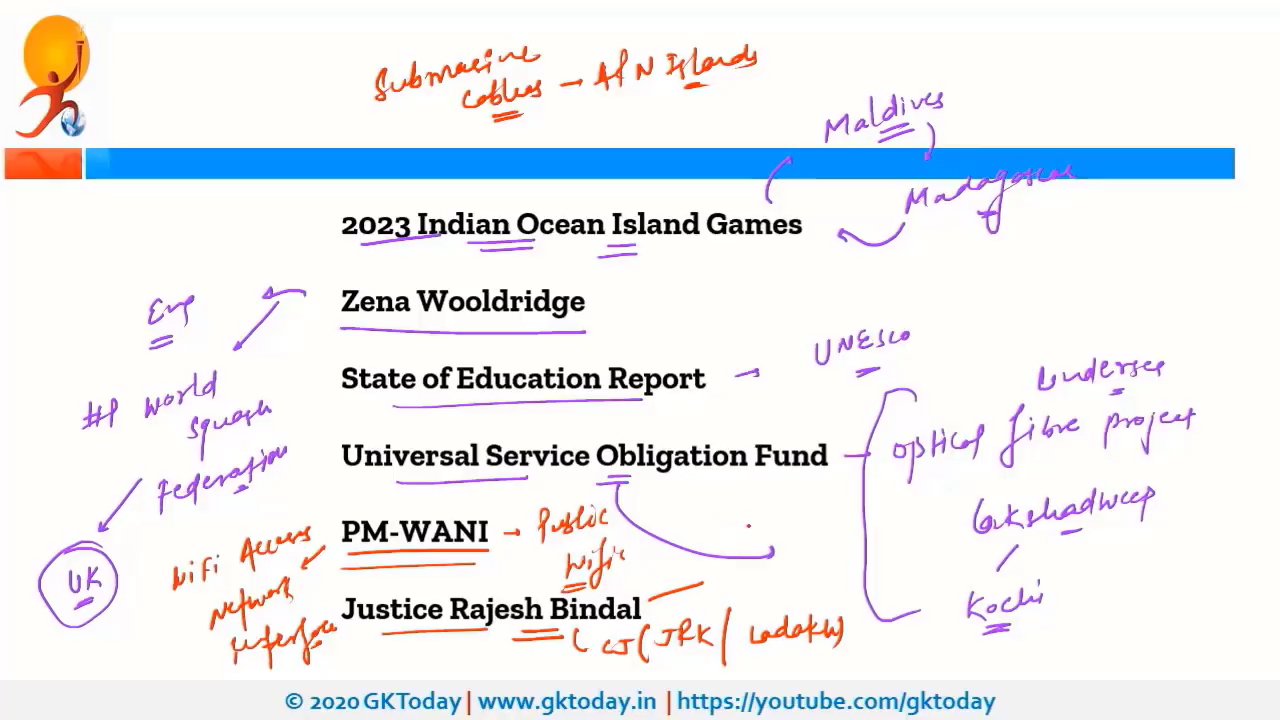 Submarine
Cables - A&N Islands
Maldives
Madagascar
2023 Indian Ocean Island Games
Zena Wooldridge
Eng
State of Education Report
UNESCO
World
Squash
Federation
UK
Universal Service Obligation Fund
Undersea
Optical fibre project
Lakshadweep
Kochi
PM-WANI
Public
Wifi
WiFi Access
Network
Interface
Justice Rajesh Bindal
CJ (J&K / Ladakh)
© 2020 GKToday | www.gktoday.in | https://youtube.com/gktoday